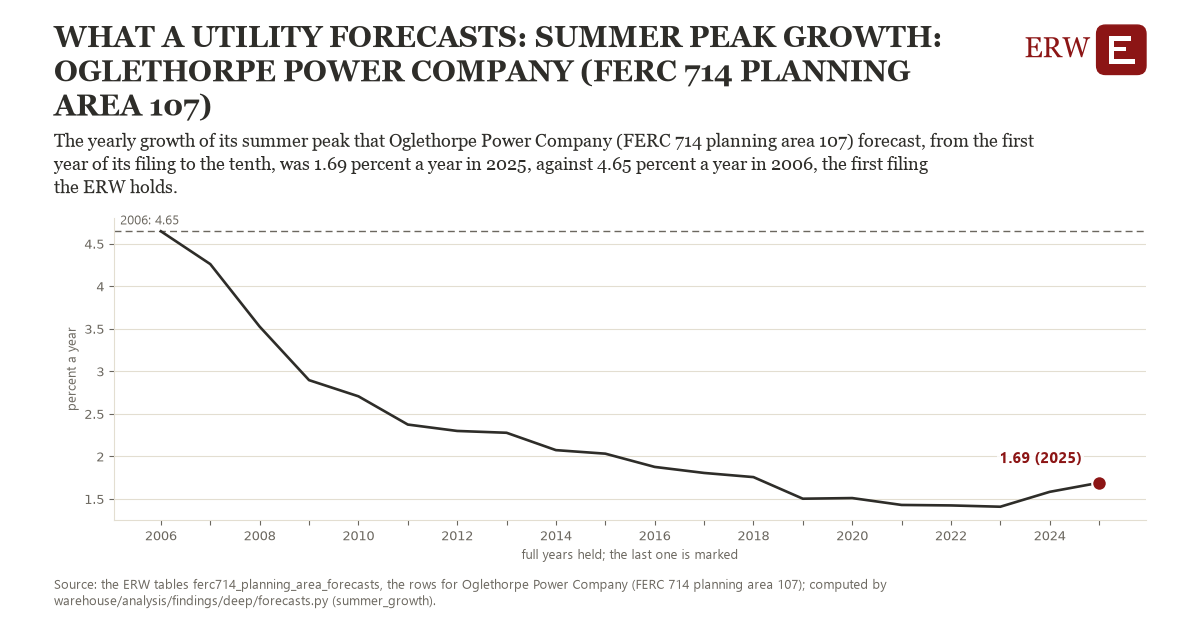 WHAT A UTILITY FORECASTS: SUMMER PEAK GROWTH:
OGLETHORPE POWER COMPANY (FERC 714 PLANNING
AREA 107)
ERW E
The yearly growth of its summer peak that Oglethorpe Power Company (FERC 714 planning area 107) forecast, from the first
year of its filing to the tenth, was 1.69 percent a year in 2025, against 4.65 percent a year in 2006, the first filing
the ERW holds.
2006: 4.65
4.5
4
3.5
3
2.5
2
1.5
percent a year
1.69 (2025)
2006 2008 2010 2012 2014 2016 2018 2020 2022 2024
full years held; the last one is marked
Source: the ERW tables ferc714_planning_area_forecasts, the rows for Oglethorpe Power Company (FERC 714 planning area 107); computed by
warehouse/analysis/findings/deep/forecasts.py (summer_growth).